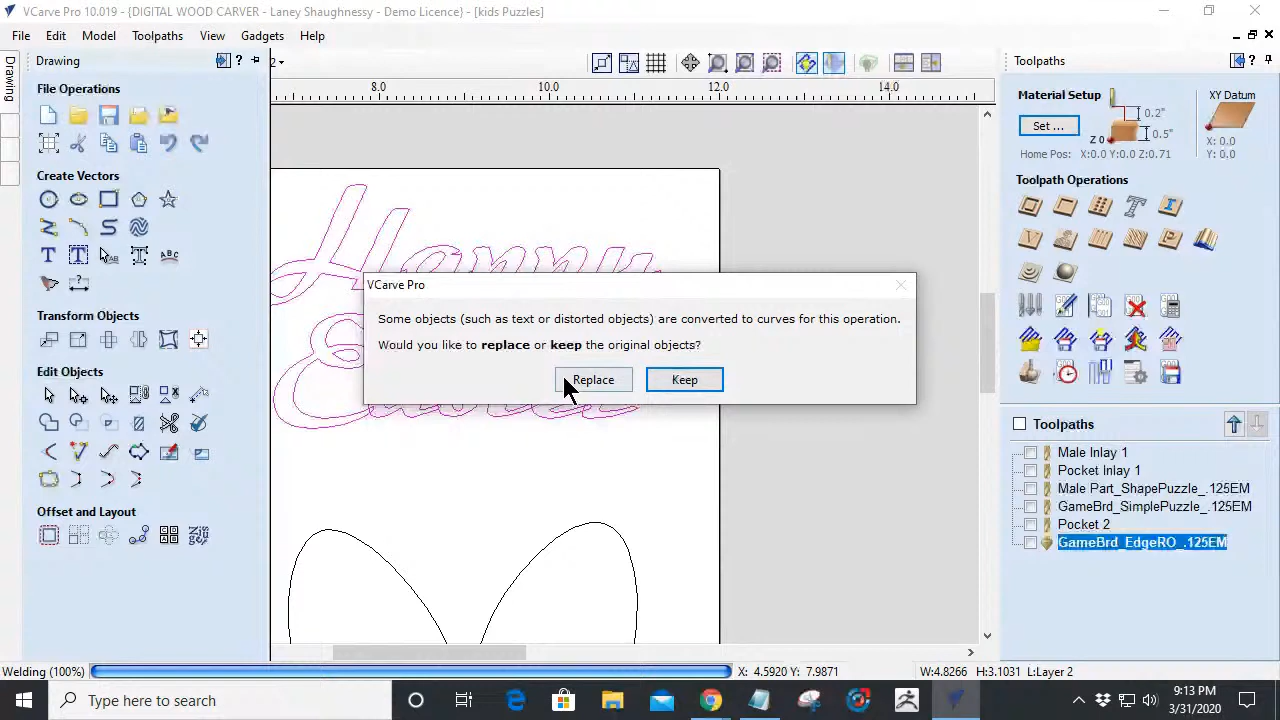 VCarve Pro 10.019 - {DIGITAL WOOD CARVER - Laney Shaughnessy - Demo Licence} - [kids Puzzles]
File Edit Model Toolpaths View Gadgets Help
Drawing
Drawing
2
Toolpaths
File Operations
8.0 10.0 12.0 14.0
Material Setup
XY Datum
Set ...
0.2"
Z 0
0.5"
X: 0.0
Y: 0.0
Home Pos: X:0.0 Y:0.0 Z:0.71
Create Vectors
Toolpath Operations
Happy
Easter
VCarve Pro
Some objects (such as text or distorted objects) are converted to curves for this operation.
Would you like to replace or keep the original objects?
Replace Keep
Transform Objects
Edit Objects
Offset and Layout
Toolpaths
Male Inlay 1
Pocket Inlay 1
Male Part_ShapePuzzle_.125EM
GameBrd_SimplePuzzle_.125EM
Pocket 2
GameBrd_EdgeRO_.125EM
Welding (100%)
X: 4.5920 Y: 7.9871
W:4.8266 H:3.1031 L:Layer 2
Type here to search
9:13 PM
3/31/2020